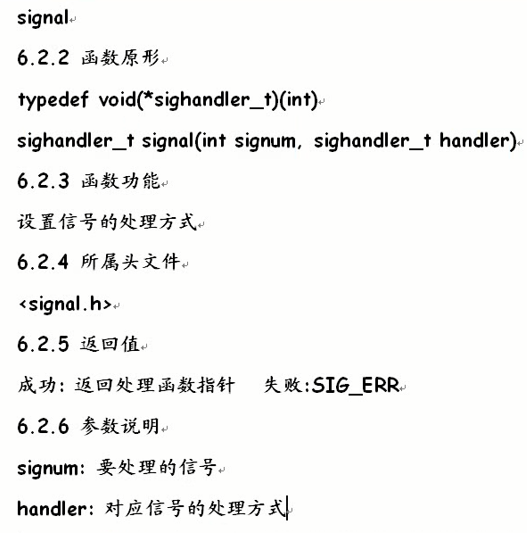 signal
6.2.2 函数原形
typedef void(*sighandler_t)(int)
sighandler_t signal(int signum, sighandler_t handler)
6.2.3 函数功能
设置信号的处理方式
6.2.4 所属头文件
<signal.h>
6.2.5 返回值
成功: 返回处理函数指针 失败:SIG_ERR
6.2.6 参数说明
signum: 要处理的信号
handler: 对应信号的处理方式